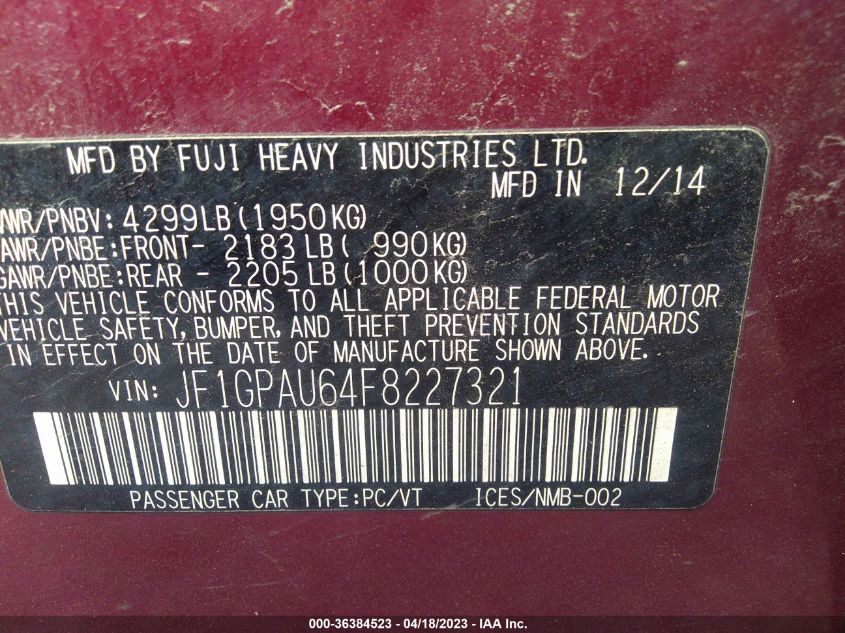 MFD BY FUJI HEAVY INDUSTRIES LTD.
MFD IN 12/14
VWR/PNBV: 4299LB(1950KG)
AWR/PNBE:FRONT- 2183 LB( 990KG)
GAWR/PNBE:REAR - 2205 LB(1000KG)
THIS VEHICLE CONFORMS TO ALL APPLICABLE FEDERAL MOTOR
VEHICLE SAFETY, BUMPER, AND THEFT PREVENTION STANDARDS
IN EFFECT ON THE DATE OF MANUFACTURE SHOWN ABOVE.
VIN: JF1GPAU64F8227321
PASSENGER CAR TYPE:PC/VT ICES/NMB-002
000-36384523 - 04/18/2023 - IAA Inc.